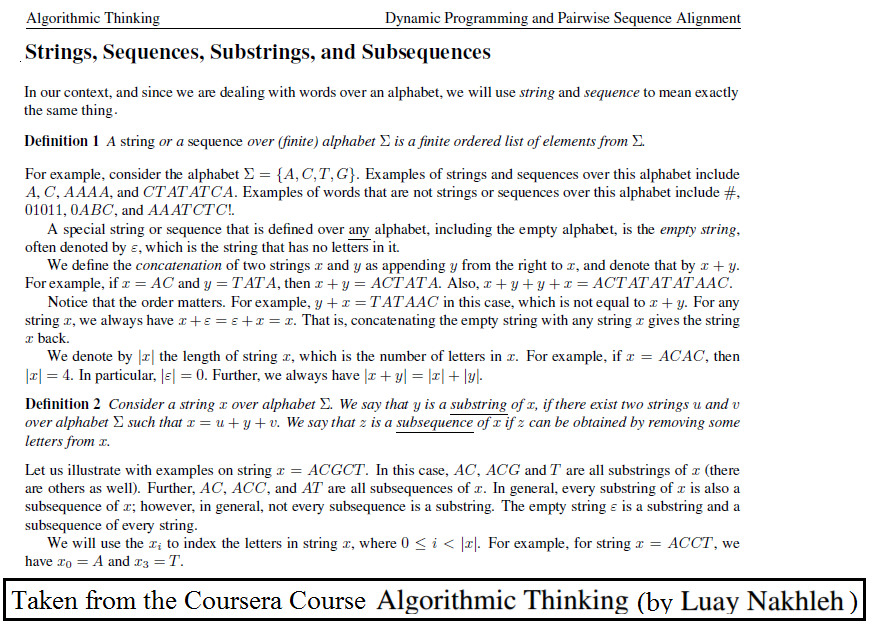 Algorithmic Thinking Dynamic Programming and Pairwise Sequence Alignment
Strings, Sequences, Substrings, and Subsequences
In our context, and since we are dealing with words over an alphabet, we will use string and sequence to mean exactly
the same thing.
Definition 1 A string or a sequence over (finite) alphabet Σ is a finite ordered list of elements from Σ.
For example, consider the alphabet Σ = {A, C, T, G}. Examples of strings and sequences over this alphabet include
A, C, AAAA, and CTATATCA. Examples of words that are not strings or sequences over this alphabet include #,
01011, 0ABC, and AAATCTC!.
A special string or sequence that is defined over any alphabet, including the empty alphabet, is the empty string,
often denoted by ε, which is the string that has no letters in it.
We define the concatenation of two strings x and y as appending y from the right to x, and denote that by x + y.
For example, if x = AC and y = TATA, then x + y = ACTATA. Also, x + y + y + x = ACTATATATAAC.
Notice that the order matters. For example, y + x = TATAAC in this case, which is not equal to x + y. For any
string x, we always have x + ε = ε + x = x. That is, concatenating the empty string with any string x gives the string
x back.
We denote by |x| the length of string x, which is the number of letters in x. For example, if x = ACAC, then
|x| = 4. In particular, |ε| = 0. Further, we always have |x + y| = |x| + |y|.
Definition 2 Consider a string x over alphabet Σ. We say that y is a substring of x, if there exist two strings u and v
over alphabet Σ such that x = u + y + v. We say that z is a subsequence of x if z can be obtained by removing some
letters from x.
Let us illustrate with examples on string x = ACGCT. In this case, AC, ACG and T are all substrings of x (there
are others as well). Further, AC, ACC, and AT are all subsequences of x. In general, every substring of x is also a
subsequence of x; however, in general, not every subsequence is a substring. The empty string ε is a substring and a
subsequence of every string.
We will use the xᵢ to index the letters in string x, where 0 ≤ i < |x|. For example, for string x = ACCT, we
have x₀ = A and x₃ = T.
Taken from the Coursera Course Algorithmic Thinking (by Luay Nakhleh )